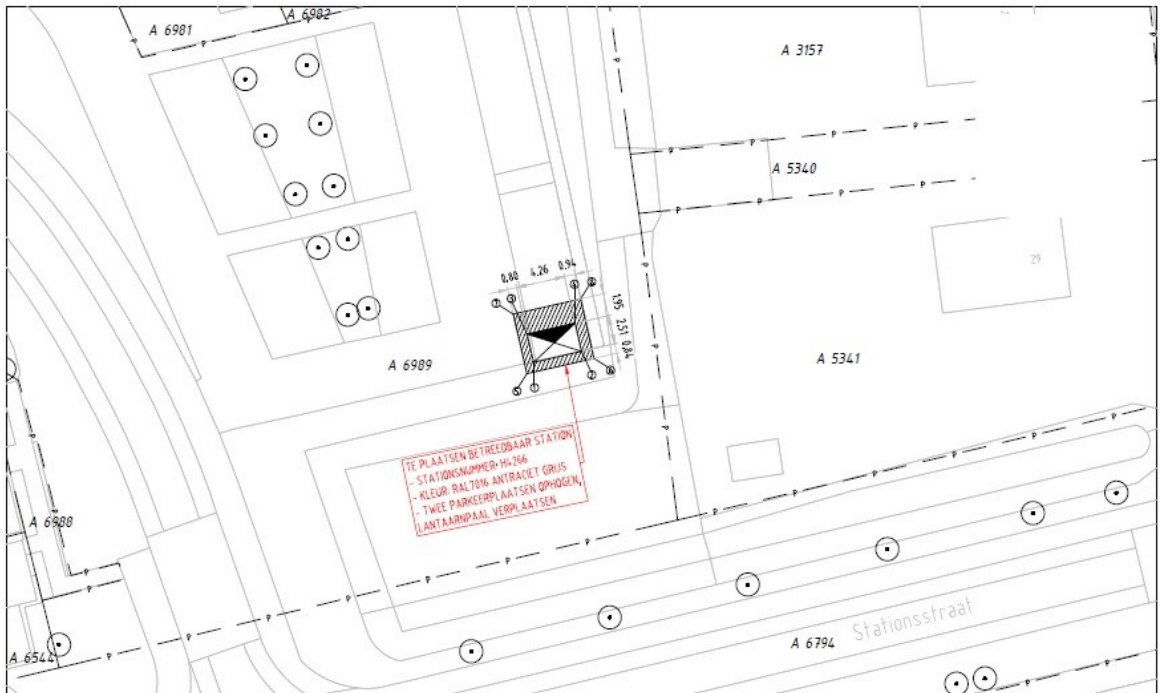 A 6981
A 6982
A 3157
A 5340
29
0,80 4.26 0.94
1.95 2.51 0.84
A 6989
A 5341
TE PLAATSEN BETREEDBAAR STATION
- STATIONSNUMMER: H4266
- KLEUR: RAL7016 ANTRACIET GRIJS
- TWEE PARKEERPLAATSEN OPHOGEN,
LANTAARNPAAL VERPLAATSEN
A 6988
Stationsstraat
A 6544
A 6794